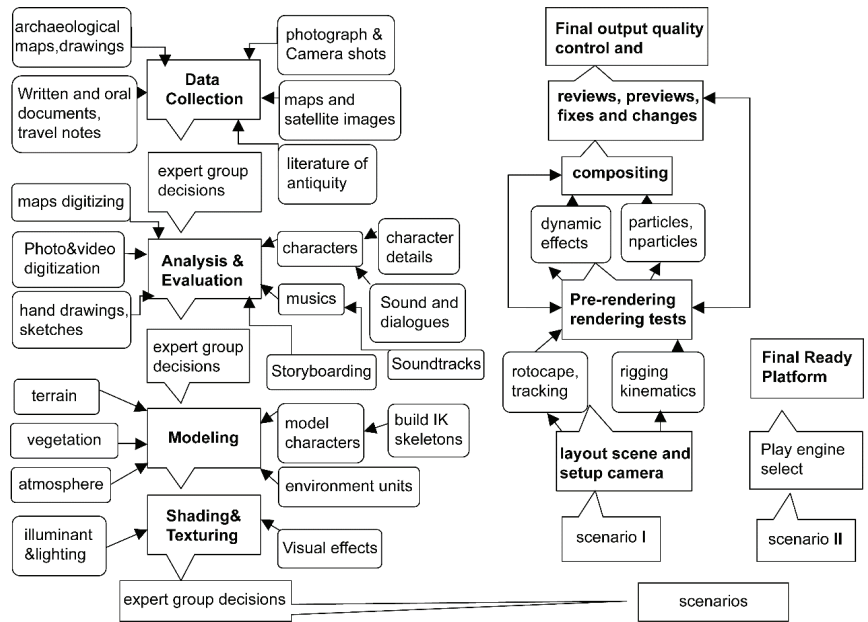 archaeological
maps,drawings
photograph &
Camera shots
Data
Collection
Written and oral
documents,
travel notes
maps and
satellite images
literature of
antiquity
expert group
decisions
maps digitizing
Photo&video
digitization
Analysis &
Evaluation
characters
character
details
hand drawings,
sketches
musics
Sound and
dialogues
expert group
decisions
Storyboarding
Soundtracks
terrain
vegetation
atmosphere
Modeling
model
characters
build IK
skeletons
environment units
Shading&
Texturing
illuminant
&lighting
Visual effects
expert group decisions
scenarios
Final output quality
control and
reviews, previews,
fixes and changes
compositing
dynamic
effects
particles,
nparticles
Pre-rendering
rendering tests
rotocape,
tracking
rigging
kinematics
layout scene and
setup camera
scenario I
Final Ready
Platform
Play engine
select
scenario II